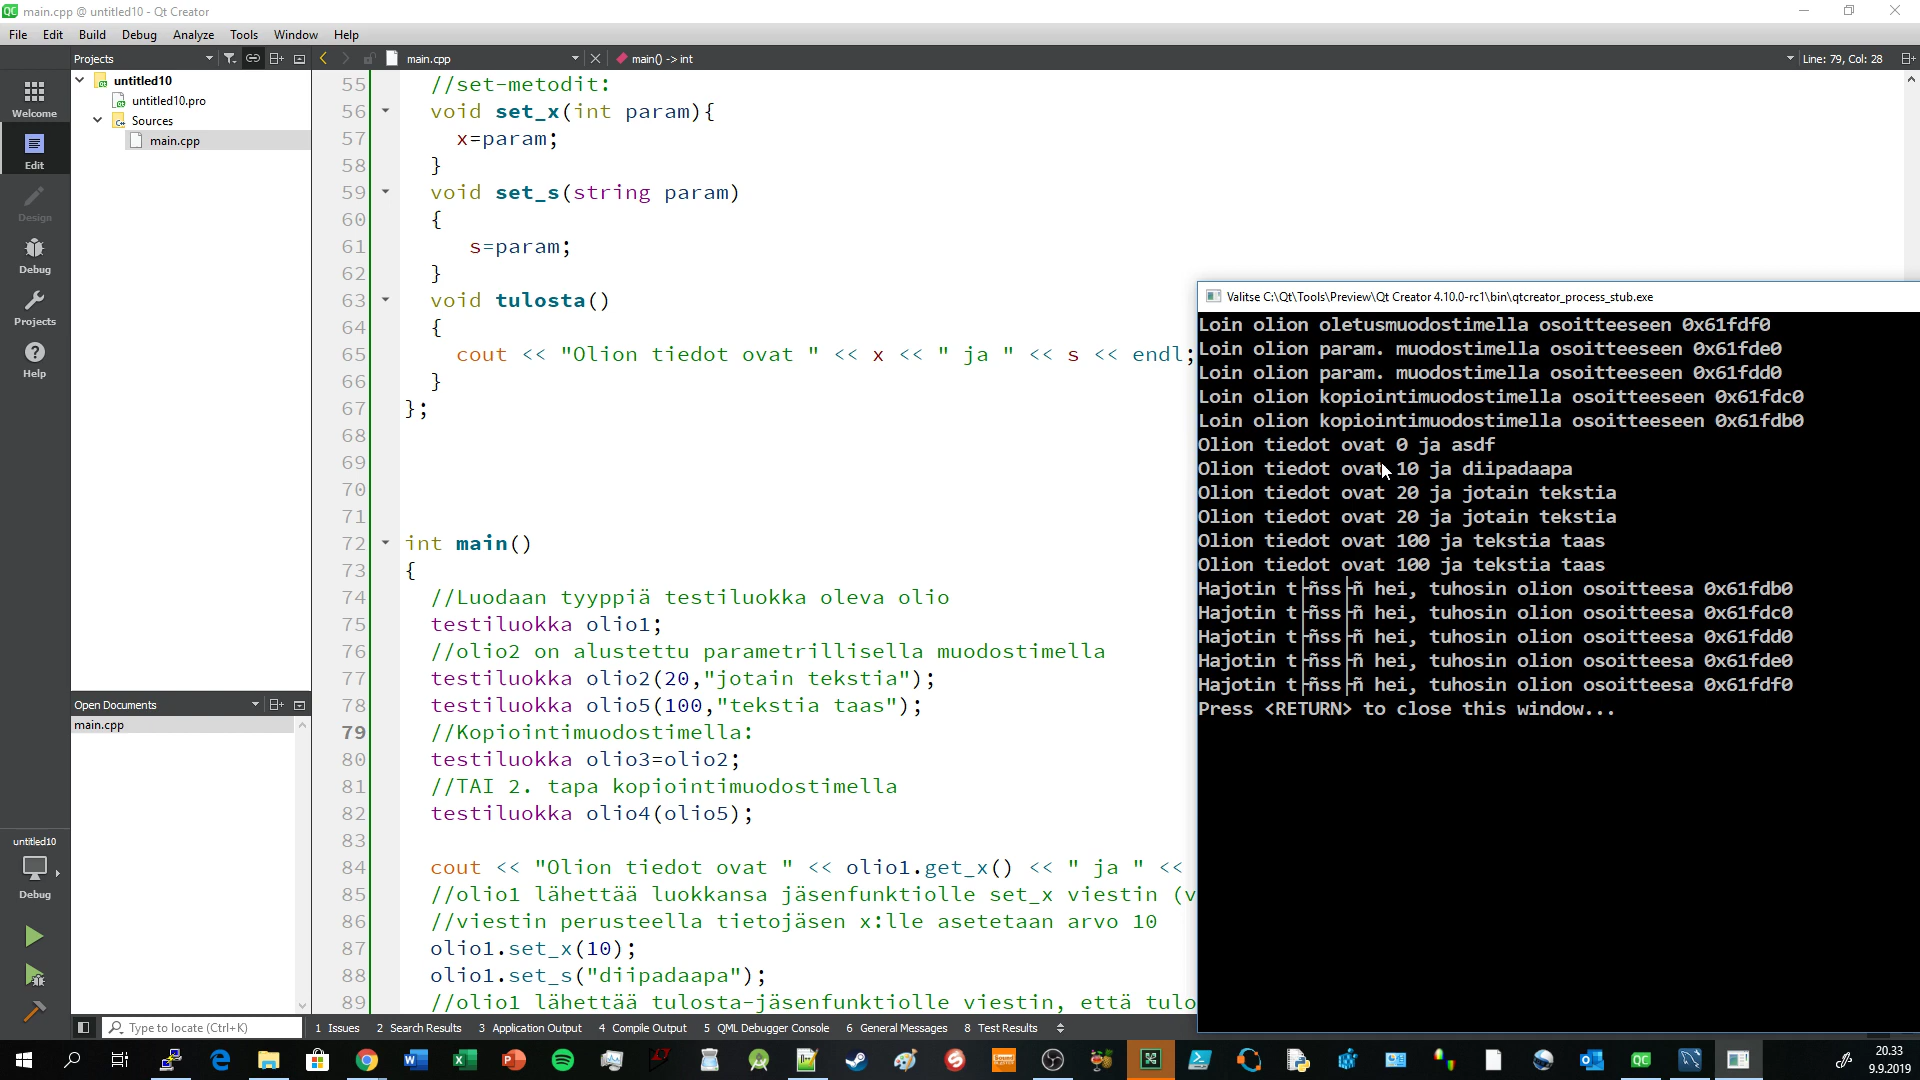 main.cpp @ untitled10 - Qt Creator
File Edit Build Debug Analyze Tools Window Help
Projects
main.cpp
main() -> int
Line: 79, Col: 28
Welcome
Edit
Design
Debug
Projects
Help
untitled10
untitled10.pro
Sources
main.cpp
Open Documents
main.cpp
untitled10
Debug
55 //set-metodit:
56 void set_x(int param){
57 x=param;
58 }
59 void set_s(string param)
60 {
61 s=param;
62 }
63 void tulosta()
64 {
65 cout << "Olion tiedot ovat " << x << " ja " << s << endl;
66 }
67 };
68
69
70
71
72 int main()
73 {
74 //Luodaan tyyppiä testiluokka oleva olio
75 testiluokka olio1;
76 //olio2 on alustettu parametrillisella muodostimella
77 testiluokka olio2(20,"jotain tekstia");
78 testiluokka olio5(100,"tekstia taas");
79 //Kopiointimuodostimella:
80 testiluokka olio3=olio2;
81 //TAI 2. tapa kopiointimuodostimella
82 testiluokka olio4(olio5);
83
84 cout << "Olion tiedot ovat " << olio1.get_x() << " ja " <<
85 //olio1 lähettää luokkansa jäsenfunktiolle set_x viestin (v
86 //viestin perusteella tietojäsen x:lle asetetaan arvo 10
87 olio1.set_x(10);
88 olio1.set_s("diipadaapa");
89 //olio1 lähettää tulosta-jäsenfunktiolle viestin, että tulo
Valitse C:\Qt\Tools\Preview\Qt Creator 4.10.0-rc1\bin\qtcreator_process_stub.exe
Loin olion oletusmuodostimella osoitteeseen 0x61fdf0
Loin olion param. muodostimella osoitteeseen 0x61fde0
Loin olion param. muodostimella osoitteeseen 0x61fdd0
Loin olion kopiointimuodostimella osoitteeseen 0x61fdc0
Loin olion kopiointimuodostimella osoitteeseen 0x61fdb0
Olion tiedot ovat 0 ja asdf
Olion tiedot ovat 10 ja diipadaapa
Olion tiedot ovat 20 ja jotain tekstia
Olion tiedot ovat 20 ja jotain tekstia
Olion tiedot ovat 100 ja tekstia taas
Olion tiedot ovat 100 ja tekstia taas
Hajotin t├ñss├ñ hei, tuhosin olion osoitteesa 0x61fdb0
Hajotin t├ñss├ñ hei, tuhosin olion osoitteesa 0x61fdc0
Hajotin t├ñss├ñ hei, tuhosin olion osoitteesa 0x61fdd0
Hajotin t├ñss├ñ hei, tuhosin olion osoitteesa 0x61fde0
Hajotin t├ñss├ñ hei, tuhosin olion osoitteesa 0x61fdf0
Press <RETURN> to close this window...
Type to locate (Ctrl+K)
1 Issues 2 Search Results 3 Application Output 4 Compile Output 5 QML Debugger Console 6 General Messages 8 Test Results
20.33
9.9.2019